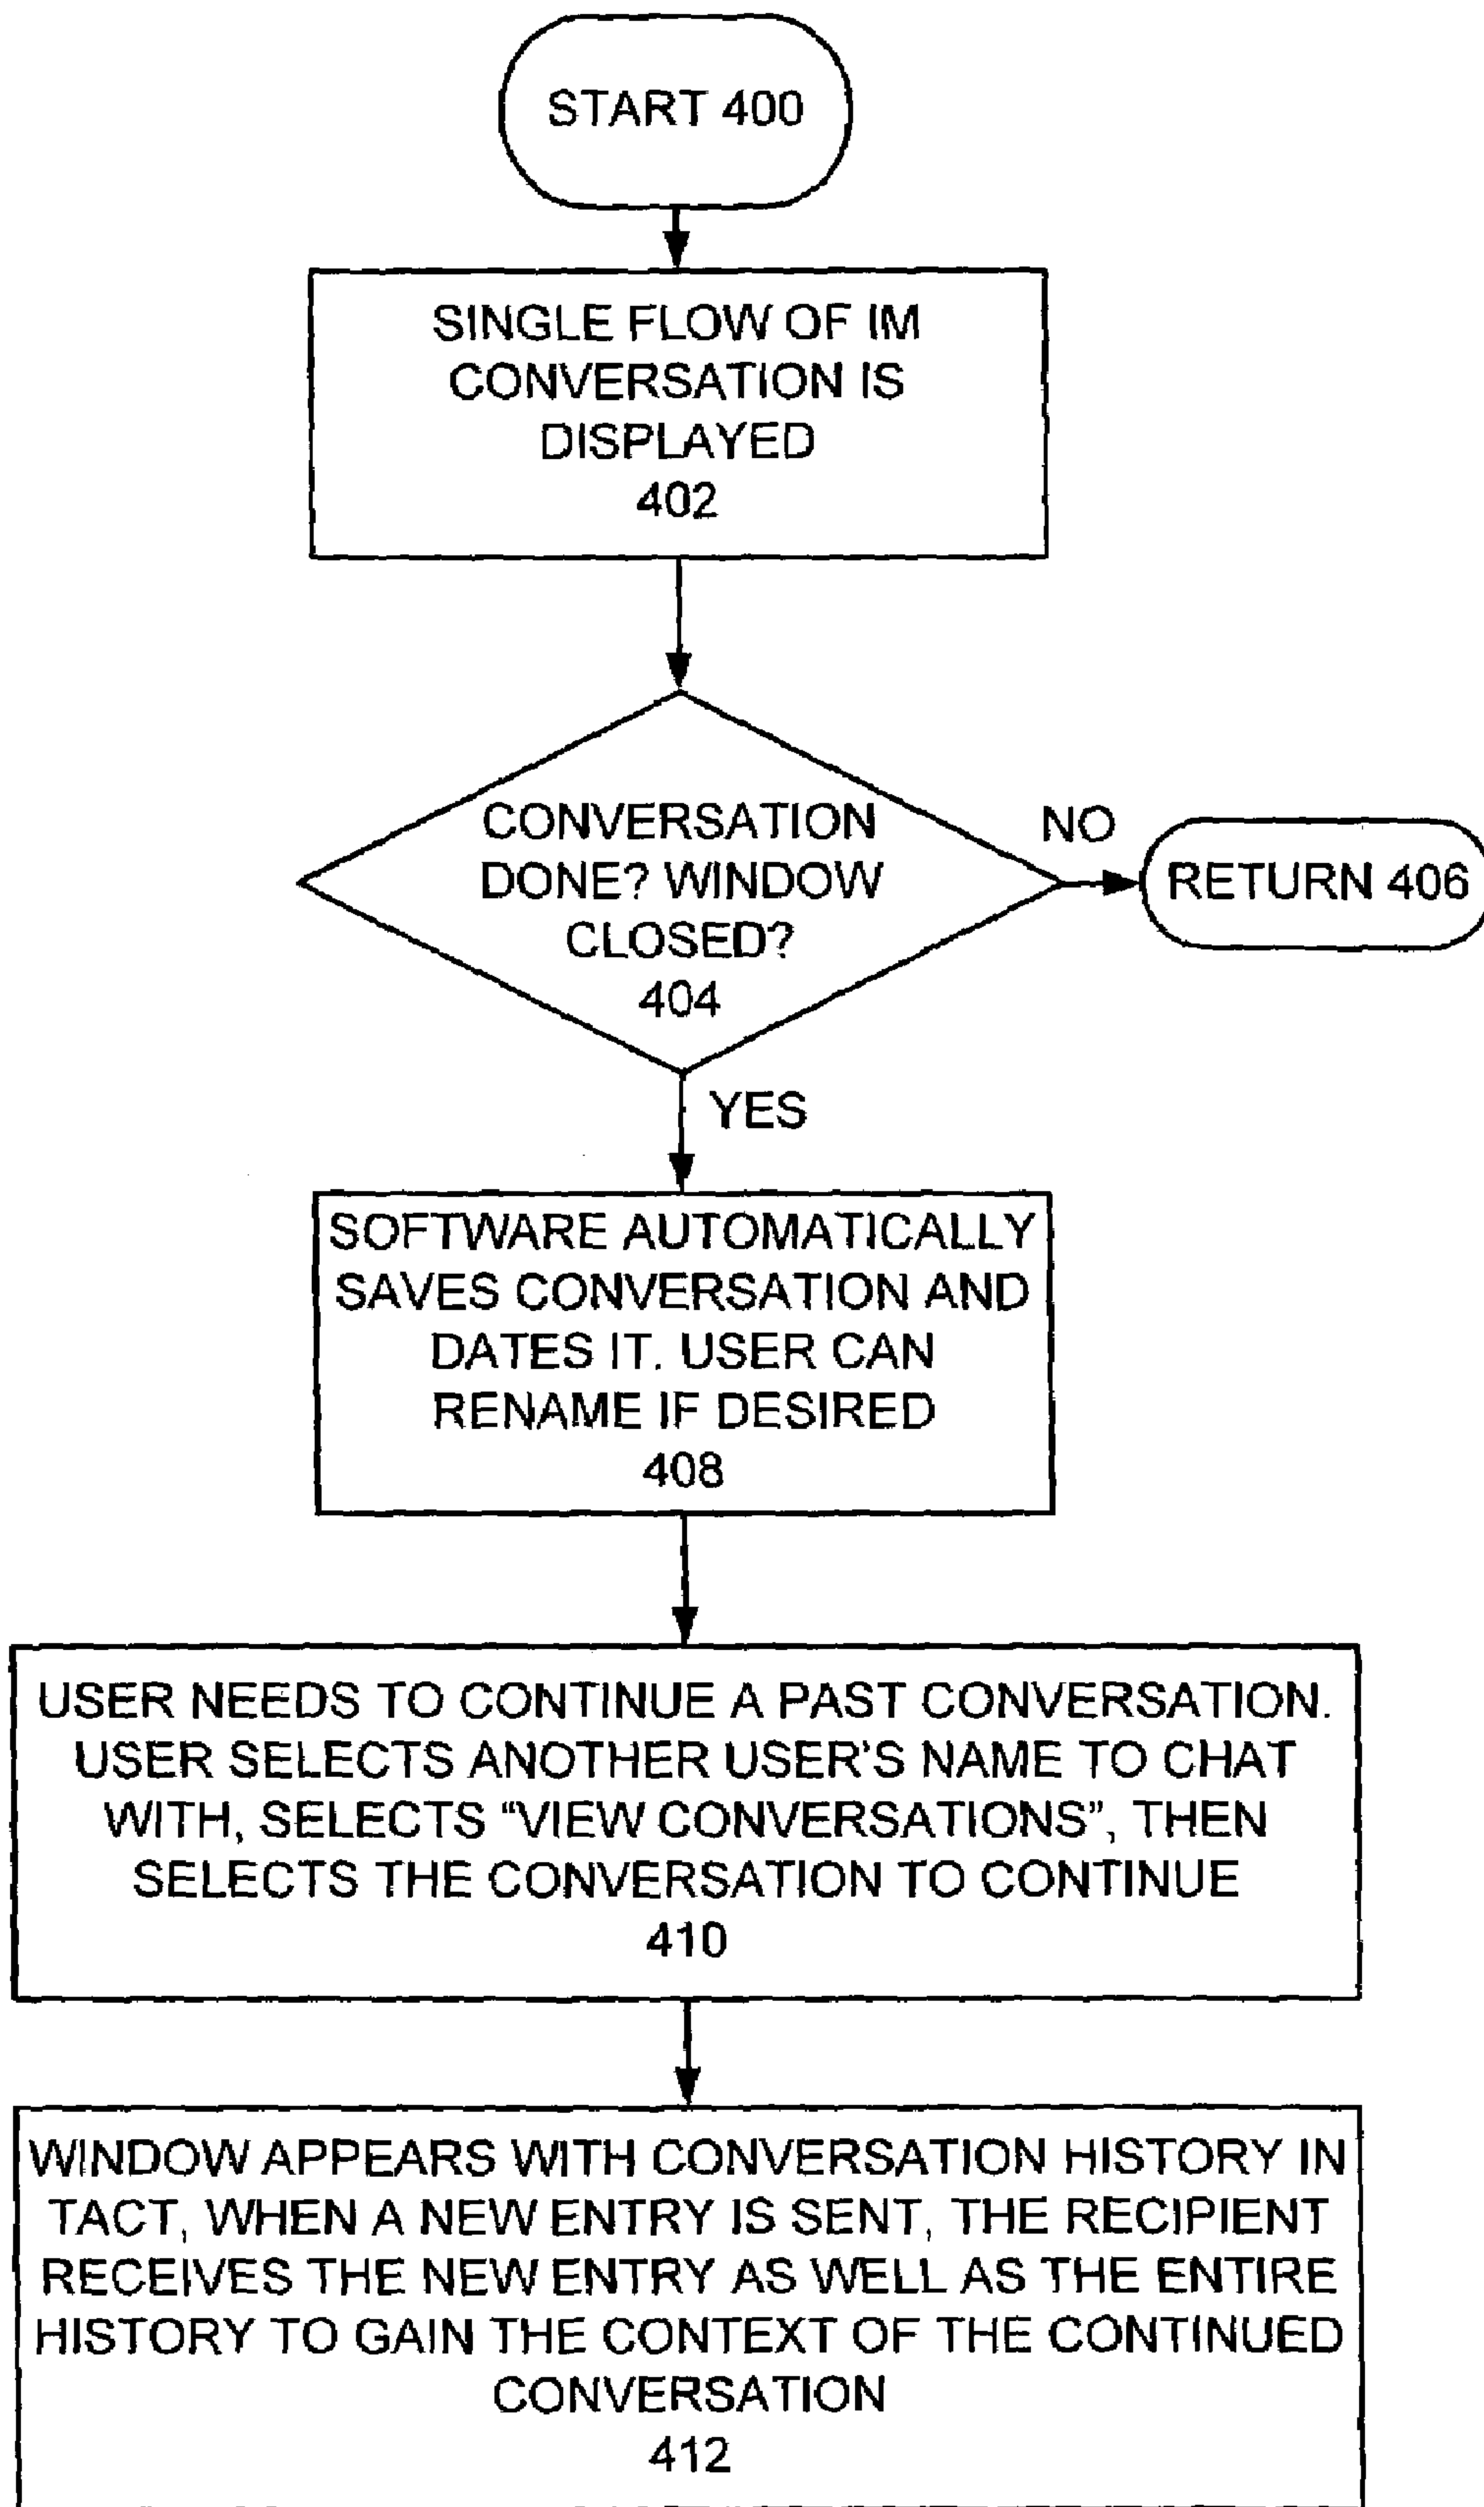 START 400
SINGLE FLOW OF IM
CONVERSATION IS
DISPLAYED
402
CONVERSATION
DONE? WINDOW
CLOSED?
404
NO
RETURN 406
YES
SOFTWARE AUTOMATICALLY
SAVES CONVERSATION AND
DATES IT. USER CAN
RENAME IF DESIRED
408
USER NEEDS TO CONTINUE A PAST CONVERSATION.
USER SELECTS ANOTHER USER'S NAME TO CHAT
WITH, SELECTS “VIEW CONVERSATIONS”, THEN
SELECTS THE CONVERSATION TO CONTINUE
410
WINDOW APPEARS WITH CONVERSATION HISTORY IN
TACT, WHEN A NEW ENTRY IS SENT, THE RECIPIENT
RECEIVES THE NEW ENTRY AS WELL AS THE ENTIRE
HISTORY TO GAIN THE CONTEXT OF THE CONTINUED
CONVERSATION
412